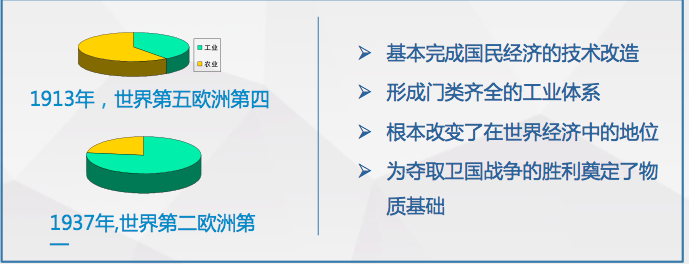 工业
农业
1913年，世界第五欧洲第四
1937年,世界第二欧洲第
一
➢ 基本完成国民经济的技术改造
➢ 形成门类齐全的工业体系
➢ 根本改变了在世界经济中的地位
➢ 为夺取卫国战争的胜利奠定了物
质基础